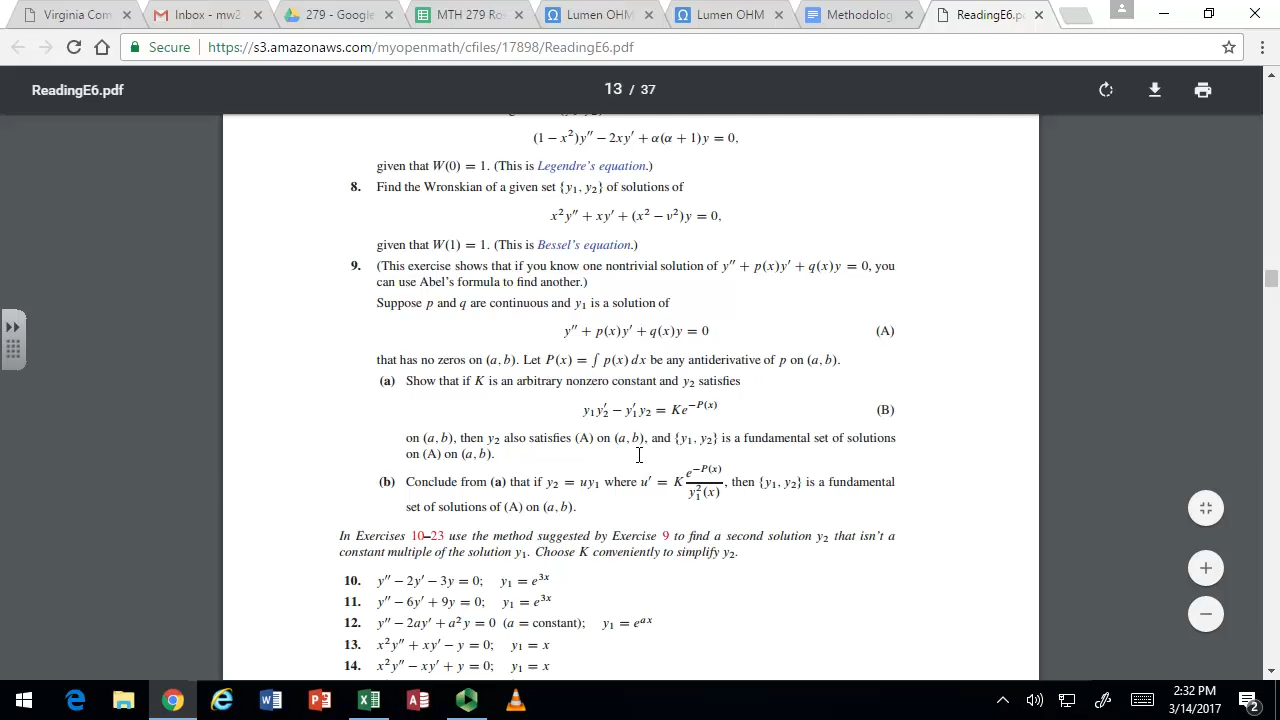 Virginia Com
Inbox - mw2
279 - Google
MTH 279 Ro
Lumen OHM
Lumen OHM
Methodolog
ReadingE6.p
Secure https://s3.amazonaws.com/myopenmath/cfiles/17898/ReadingE6.pdf
ReadingE6.pdf
13 / 37
(1 − x²)y″ − 2xy′ + α(α + 1)y = 0,
given that W(0) = 1. (This is Legendre's equation.)
8. Find the Wronskian of a given set {y₁, y₂} of solutions of
x²y″ + xy′ + (x² − ν²)y = 0,
given that W(1) = 1. (This is Bessel's equation.)
9. (This exercise shows that if you know one nontrivial solution of y″ + p(x)y′ + q(x)y = 0, you
can use Abel's formula to find another.)
Suppose p and q are continuous and y₁ is a solution of
y″ + p(x)y′ + q(x)y = 0 (A)
that has no zeros on (a, b). Let P(x) = ∫ p(x) dx be any antiderivative of p on (a, b).
(a) Show that if K is an arbitrary nonzero constant and y₂ satisfies
y₁y₂′ − y₁′y₂ = Ke^{−P(x)} (B)
on (a, b), then y₂ also satisfies (A) on (a, b), and {y₁, y₂} is a fundamental set of solutions
on (A) on (a, b).
(b) Conclude from (a) that if y₂ = uy₁ where u′ = K e^{−P(x)}/y₁²(x), then {y₁, y₂} is a fundamental
set of solutions of (A) on (a, b).
In Exercises 10–23 use the method suggested by Exercise 9 to find a second solution y₂ that isn't a
constant multiple of the solution y₁. Choose K conveniently to simplify y₂.
10. y″ − 2y′ − 3y = 0; y₁ = e^{3x}
11. y″ − 6y′ + 9y = 0; y₁ = e^{3x}
12. y″ − 2ay′ + a²y = 0 (a = constant); y₁ = e^{ax}
13. x²y″ + xy′ − y = 0; y₁ = x
14. x²y″ − xy′ + y = 0; y₁ = x
2:32 PM
3/14/2017
2